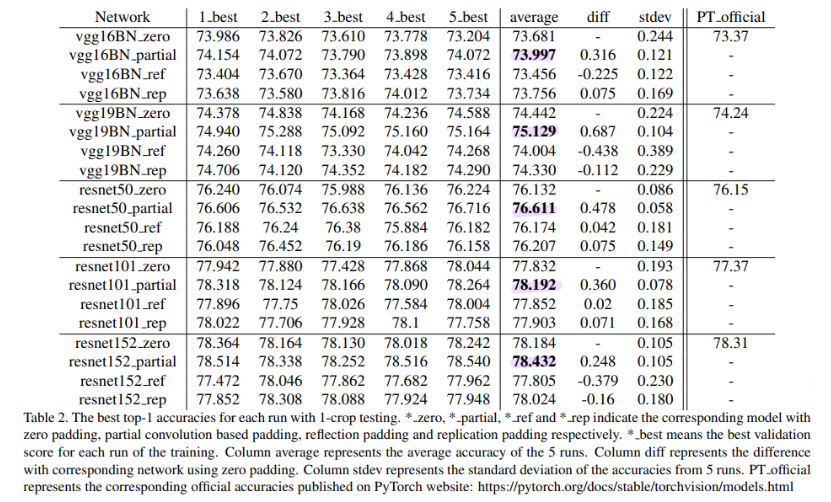 Network 1_best 2_best 3_best 4_best 5_best average diff stdev PT_official
vgg16BN_zero 73.986 73.826 73.610 73.778 73.204 73.681 - 0.244 73.37
vgg16BN_partial 74.154 74.072 73.790 73.898 74.072 73.997 0.316 0.121 -
vgg16BN_ref 73.404 73.670 73.364 73.428 73.416 73.456 -0.225 0.122 -
vgg16BN_rep 73.638 73.580 73.816 74.012 73.734 73.756 0.075 0.169 -
vgg19BN_zero 74.378 74.838 74.168 74.236 74.588 74.442 - 0.224 74.24
vgg19BN_partial 74.940 75.288 75.092 75.160 75.164 75.129 0.687 0.104 -
vgg19BN_ref 74.260 74.118 73.330 74.042 74.268 74.004 -0.438 0.389 -
vgg19BN_rep 74.706 74.120 74.352 74.182 74.290 74.330 -0.112 0.229 -
resnet50_zero 76.240 76.074 75.988 76.136 76.224 76.132 - 0.086 76.15
resnet50_partial 76.606 76.532 76.638 76.562 76.716 76.611 0.478 0.058 -
resnet50_ref 76.188 76.24 76.38 75.884 76.182 76.174 0.042 0.181 -
resnet50_rep 76.048 76.452 76.19 76.186 76.158 76.207 0.075 0.149 -
resnet101_zero 77.942 77.880 77.428 77.868 78.044 77.832 - 0.193 77.37
resnet101_partial 78.318 78.124 78.166 78.090 78.264 78.192 0.360 0.078 -
resnet101_ref 77.896 77.75 78.026 77.584 78.004 77.852 0.02 0.185 -
resnet101_rep 78.022 77.706 77.928 78.1 77.758 77.903 0.071 0.168 -
resnet152_zero 78.364 78.164 78.130 78.018 78.242 78.184 - 0.105 78.31
resnet152_partial 78.514 78.338 78.252 78.516 78.540 78.432 0.248 0.105 -
resnet152_ref 77.472 78.046 77.862 77.682 77.962 77.805 -0.379 0.230 -
resnet152_rep 77.852 78.308 78.088 77.924 77.948 78.024 -0.16 0.180 -
Table 2. The best top-1 accuracies for each run with 1-crop testing. *_zero, *_partial, *_ref and *_rep indicate the corresponding model with
zero padding, partial convolution based padding, reflection padding and replication padding respectively. *_best means the best validation
score for each run of the training. Column average represents the average accuracy of the 5 runs. Column diff represents the difference
with corresponding network using zero padding. Column stdev represents the standard deviation of the accuracies from 5 runs. PT_official
represents the corresponding official accuracies published on PyTorch website: https://pytorch.org/docs/stable/torchvision/models.html